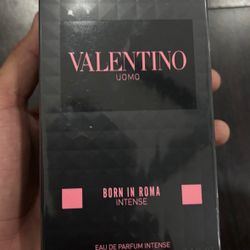 VALENTINO
UOMO
BORN IN ROMA
INTENSE
EAU DE PARFUM INTENSE